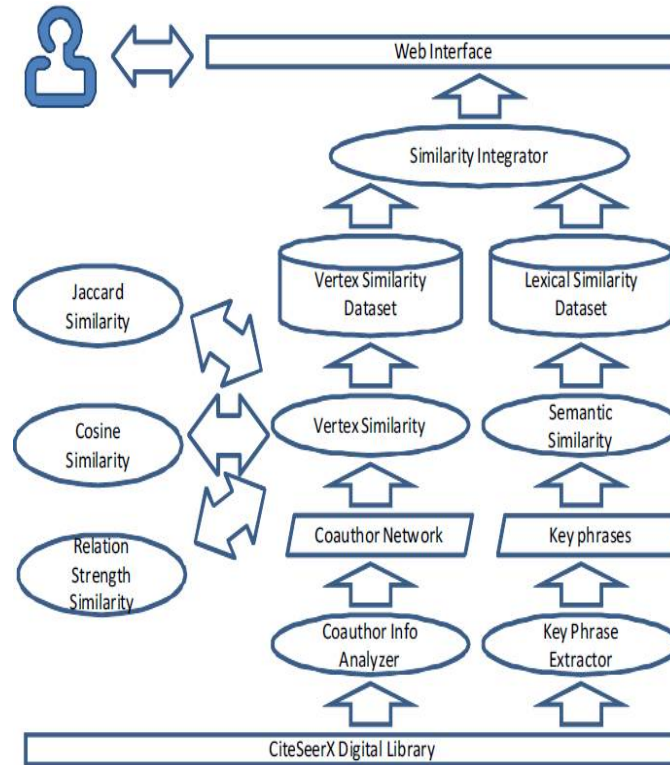 Web Interface
Similarity Integrator
Vertex Similarity
Dataset
Lexical Similarity
Dataset
Jaccard
Similarity
Cosine
Similarity
Vertex Similarity
Semantic
Similarity
Relation
Strength
Similarity
Coauthor Network
Key phrases
Coauthor Info
Analyzer
Key Phrase
Extractor
CiteSeerX Digital Library